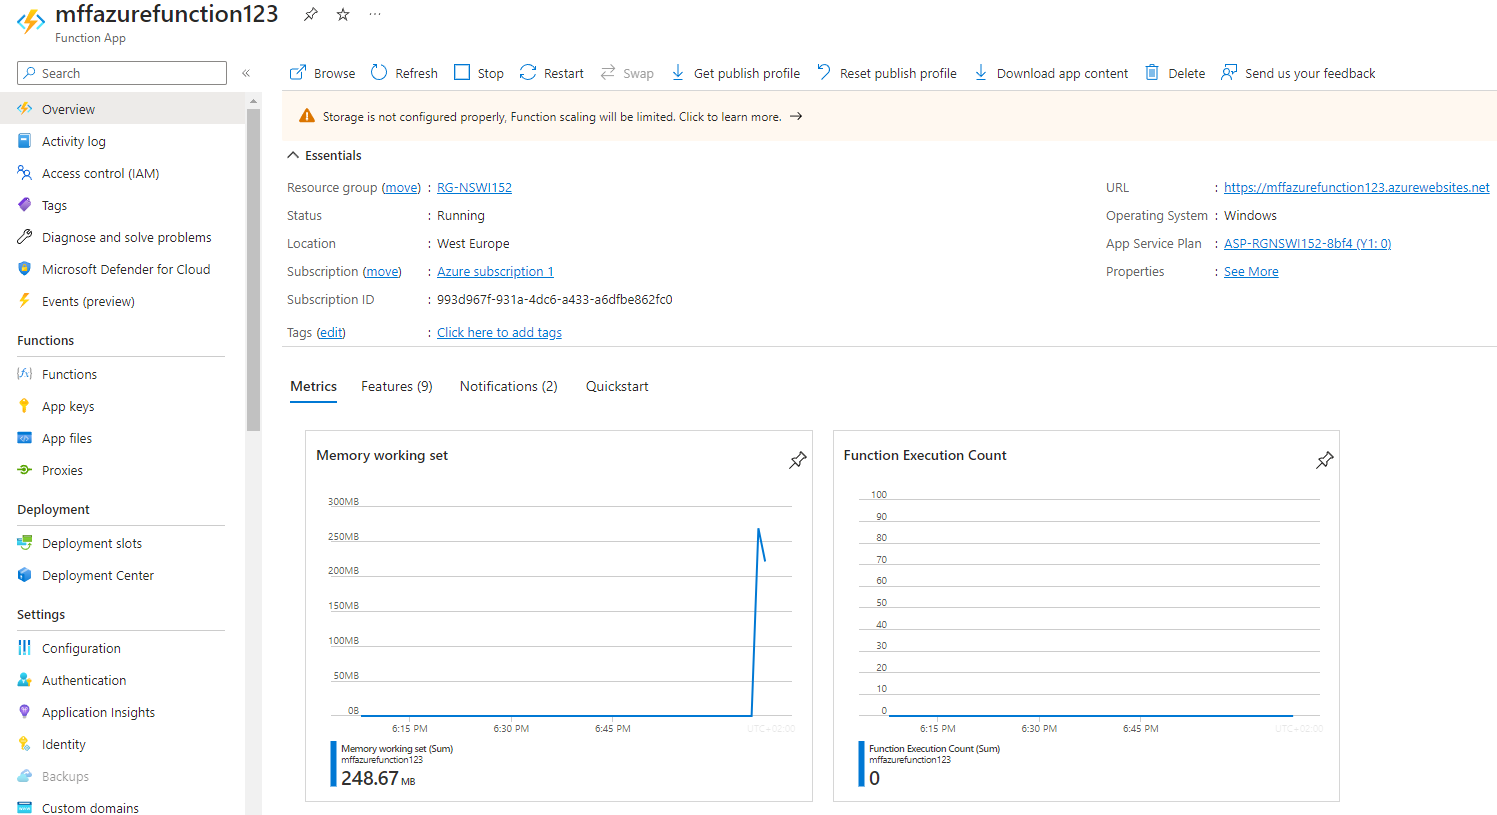 mffazurefunction123
Function App
Search
«
Overview
Activity log
Access control (IAM)
Tags
Diagnose and solve problems
Microsoft Defender for Cloud
Events (preview)
Functions
Functions
App keys
App files
Proxies
Deployment
Deployment slots
Deployment Center
Settings
Configuration
Authentication
Application Insights
Identity
Backups
Custom domains
Browse Refresh Stop Restart Swap Get publish profile Reset publish profile Download app content Delete Send us your feedback
Storage is not configured properly, Function scaling will be limited. Click to learn more. →
Essentials
Resource group (move) : RG-NSWI152
Status : Running
Location : West Europe
Subscription (move) : Azure subscription 1
Subscription ID : 993d967f-931a-4dc6-a433-a6dfbe862fc0
Tags (edit) : Click here to add tags
URL : https://mffazurefunction123.azurewebsites.net
Operating System : Windows
App Service Plan : ASP-RGNSWI152-8bf4 (Y1: 0)
Properties : See More
Metrics Features (9) Notifications (2) Quickstart
Memory working set
300MB
250MB
200MB
150MB
100MB
50MB
0B
6:15 PM 6:30 PM 6:45 PM UTC+02:00
Memory working set (Sum)
mffazurefunction123
248.67 MB
Function Execution Count
100
90
80
70
60
50
40
30
20
10
0
6:15 PM 6:30 PM 6:45 PM UTC+02:00
Function Execution Count (Sum)
mffazurefunction123
0